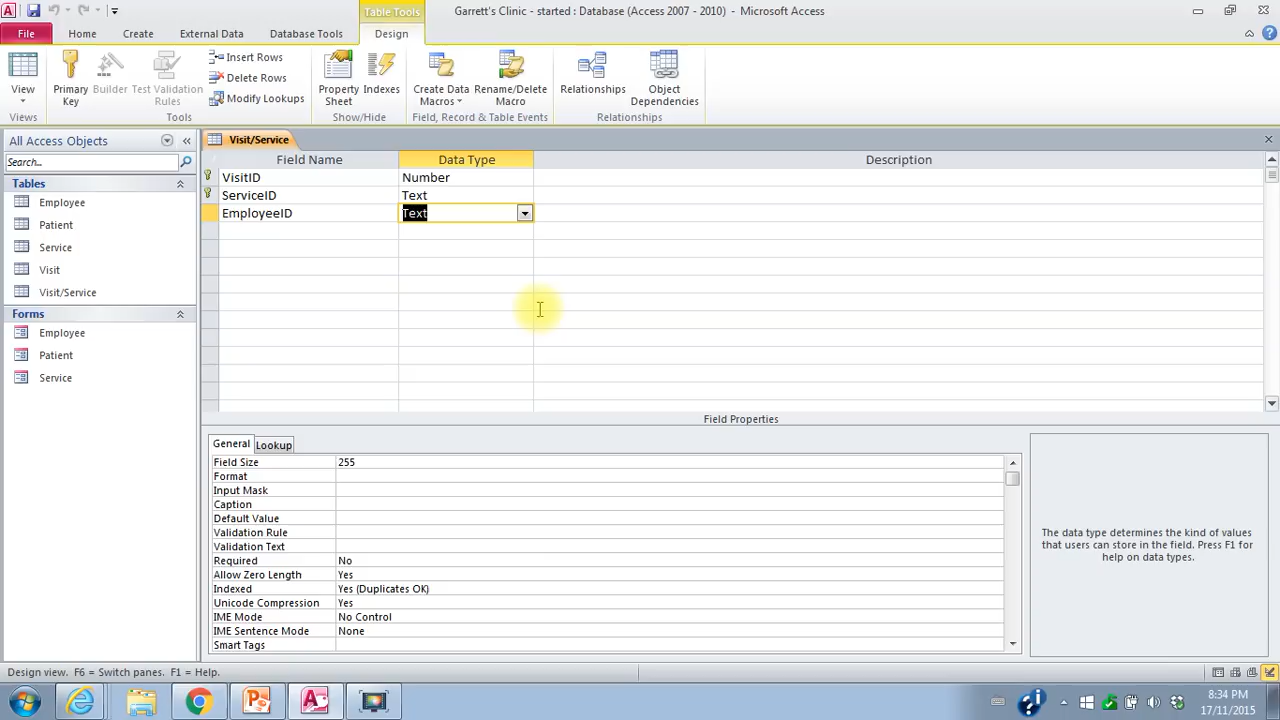 Table Tools
Garrett's Clinic - started : Database (Access 2007 - 2010) - Microsoft Access
File Home Create External Data Database Tools Design
View
Views
Primary Key
Builder
Test Validation Rules
Insert Rows
Delete Rows
Modify Lookups
Tools
Property Sheet
Indexes
Show/Hide
Create Data Macros
Rename/Delete Macro
Field, Record & Table Events
Relationships
Object Dependencies
Relationships
All Access Objects
Search...
Tables
Employee
Patient
Service
Visit
Visit/Service
Forms
Employee
Patient
Service
Visit/Service
Field Name Data Type Description
VisitID Number
ServiceID Text
EmployeeID Text
Field Properties
General Lookup
Field Size 255
Format
Input Mask
Caption
Default Value
Validation Rule
Validation Text
Required No
Allow Zero Length Yes
Indexed Yes (Duplicates OK)
Unicode Compression Yes
IME Mode No Control
IME Sentence Mode None
Smart Tags
The data type determines the kind of values
that users can store in the field. Press F1 for
help on data types.
Design view. F6 = Switch panes. F1 = Help.
8:34 PM
17/11/2015